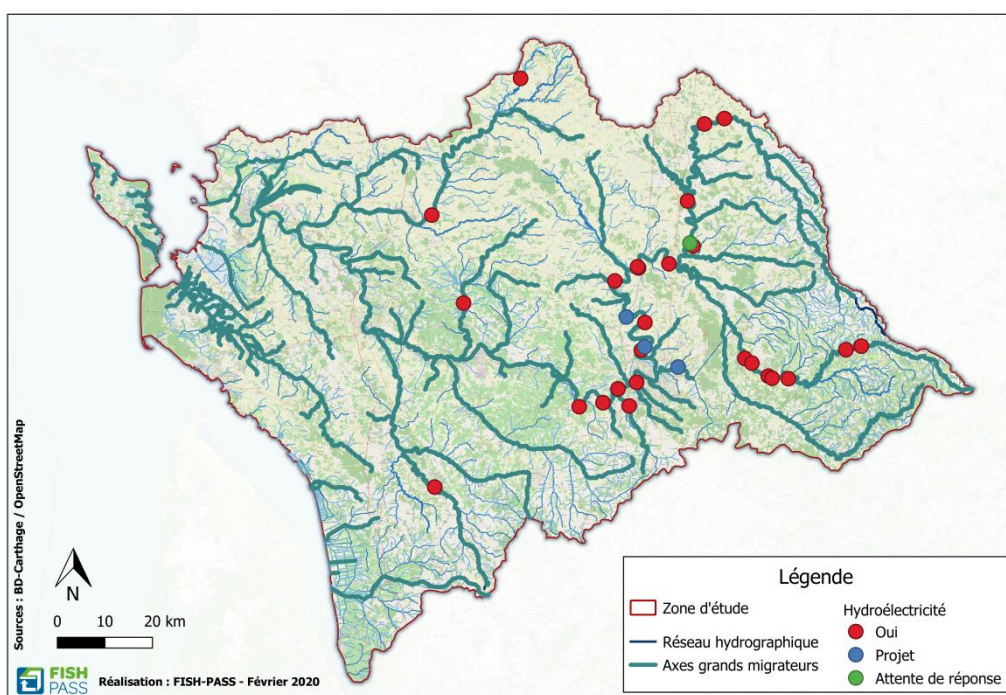 Sources : BD-Carthage / OpenStreetMap
N
0 10 20 km
FISH
PASS
Réalisation : FISH-PASS - Février 2020
Légende
Zone d'étude
Réseau hydrographique
Axes grands migrateurs
Hydroélectricité
Oui
Projet
Attente de réponse